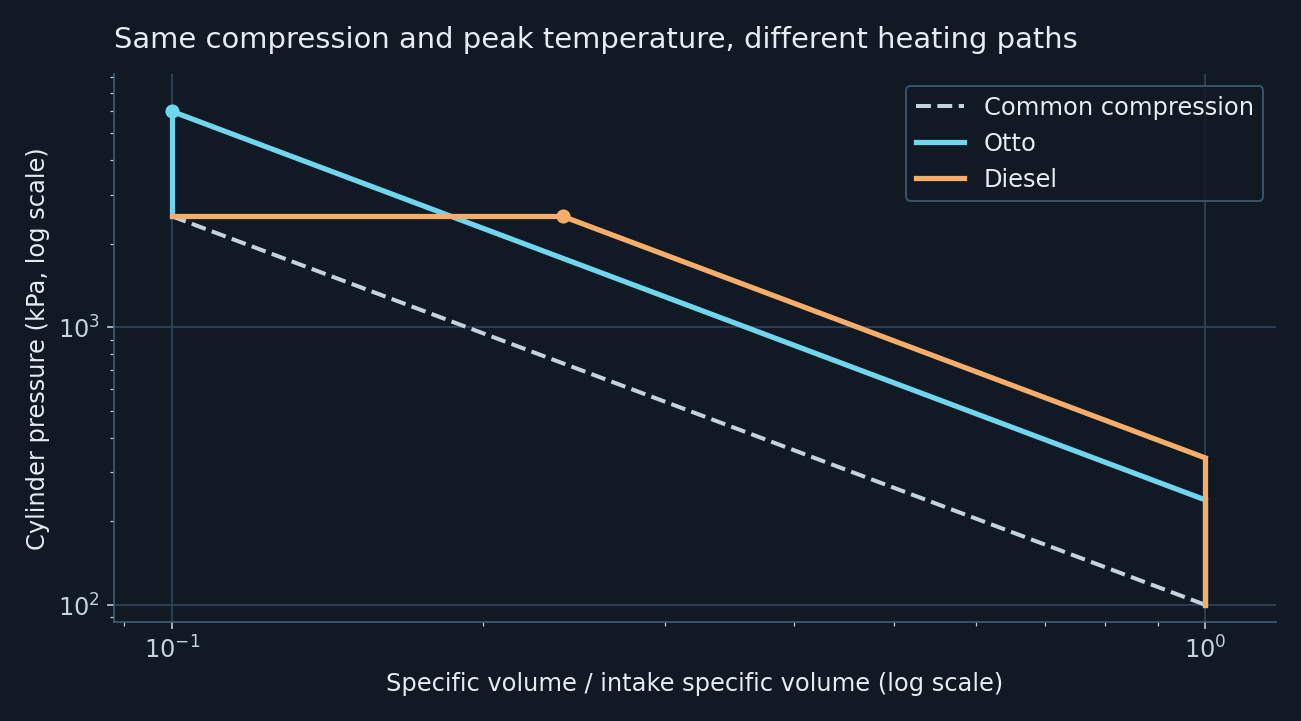 Same compression and peak temperature, different heating paths
Common compression
Otto
Diesel
Cylinder pressure (kPa, log scale)
10³
10²
10⁻¹
10⁰
Specific volume / intake specific volume (log scale)